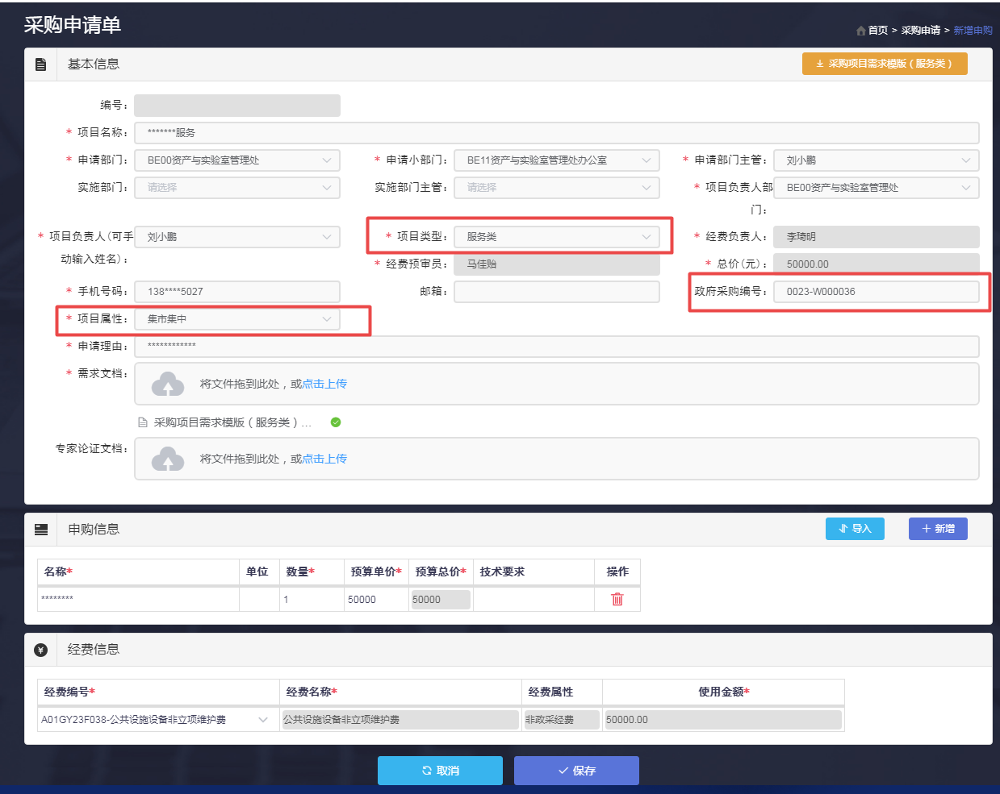 采购申请单
首页 > 采购申请 > 新增申购
基本信息
采购项目需求模版（服务类）
编号：
* 项目名称： *******服务
* 申请部门： BE00资产与实验室管理处 * 申请小部门： BE11资产与实验室管理处办公室 * 申请部门主管： 刘小鹏
实施部门： 请选择 实施部门主管： 请选择 * 项目负责人部门： BE00资产与实验室管理处
* 项目负责人(可手动输入姓名)： 刘小鹏 * 项目类型： 服务类 * 经费负责人： 李琦明
* 经费预审员： 马佳贻 * 总价(元)： 50000.00
* 手机号码： 138****5027 邮箱： 政府采购编号： 0023-W000036
* 项目属性： 集市集中
* 申请理由： ************
* 需求文档： 将文件拖到此处，或点击上传
采购项目需求模版（服务类）...
专家论证文档： 将文件拖到此处，或点击上传
申购信息
导入 新增
名称* 单位 数量* 预算单价* 预算总价* 技术要求 操作
******** 1 50000 50000
经费信息
经费编号* 经费名称* 经费属性 使用金额*
A01GY23F038-公共设施设备非立项维护费 公共设施设备非立项维护费 非政采经费 50000.00
取消 保存